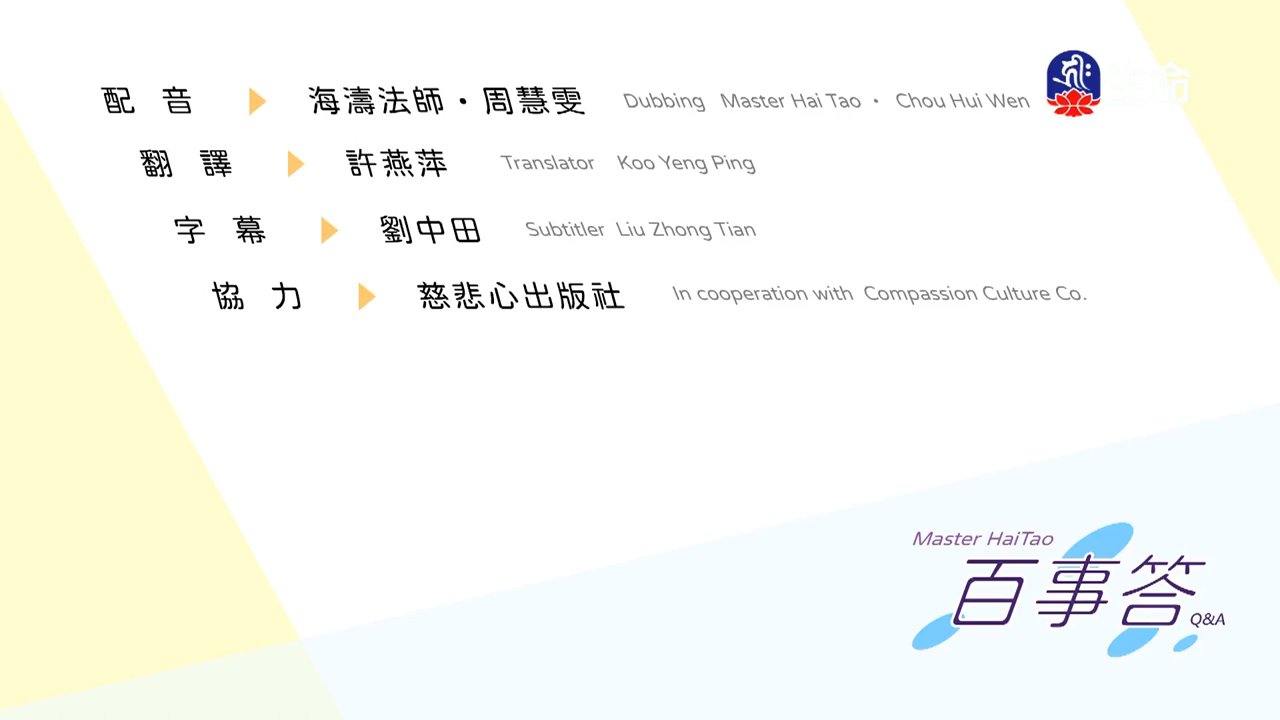 配 音 海濤法師・周慧雯 Dubbing Master Hai Tao • Chou Hui Wen
翻 譯 許燕萍 Translator Koo Yeng Ping
字 幕 劉中田 Subtitler Liu Zhong Tian
協 力 慈悲心出版社 In cooperation with Compassion Culture Co.
Master HaiTao
百事答 Q&A